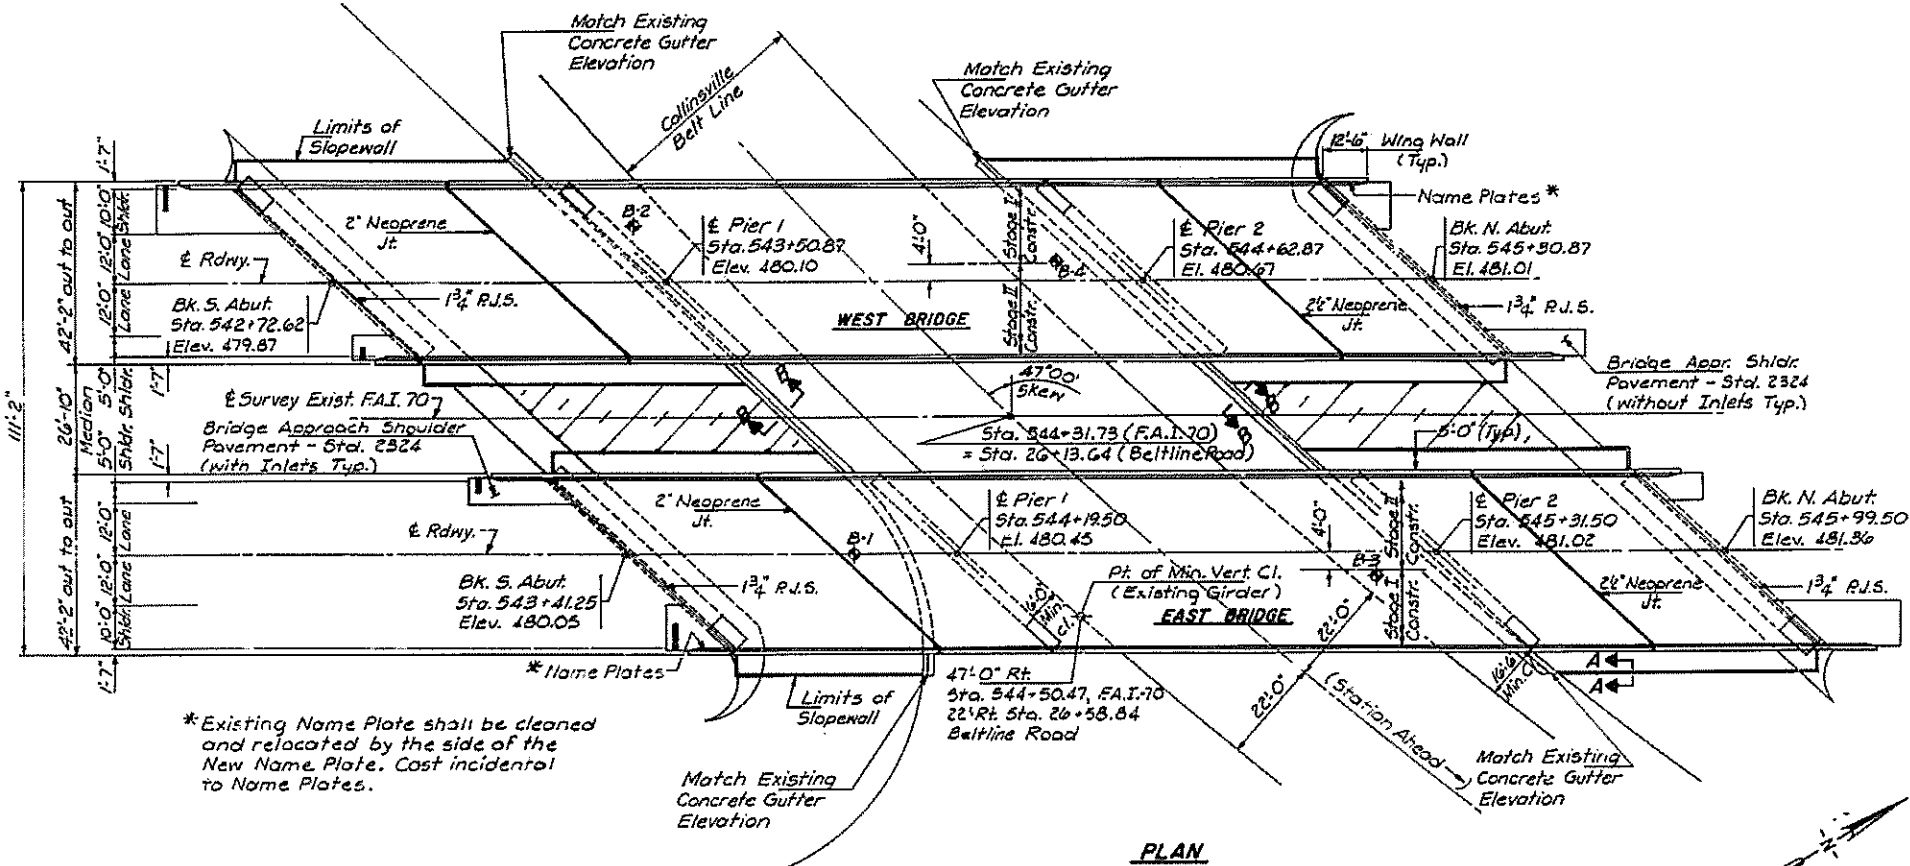 Match Existing
Concrete Gutter
Elevation
Collinsville
Belt Line
Match Existing
Concrete Gutter
Elevation
Limits of
Slopewall
12'-6" Wing Wall
(Typ.)
Name Plates *
1'-7"
10'-0"
Shldr.
12'-0"
Lane
12'-0"
Lane
42'-2" out to out
111'-2"
2" Neoprene
Jt.
B-2
℄ Pier 1
Sta. 543+50.87
Elev. 480.10
4'-0"
Stage I
Constr.
Stage II
Constr.
B-4
℄ Pier 2
Sta. 544+62.87
El. 480.67
Bk. N. Abut.
Sta. 545+30.87
El. 481.01
℄ Rdwy.
Bk. S. Abut.
Sta. 542+72.62
Elev. 479.87
1¾" P.J.S.
WEST BRIDGE
2½" Neoprene
Jt.
1¾" P.J.S.
Bridge Appr. Shldr.
Pavement - Std. 2324
(without Inlets Typ.)
5'-0"
Shldr.
1'-7"
26'-10"
Median
5'-0"
Shldr.
1'-7"
℄ Survey Exist. F.A.I. 70
Bridge Approach Shoulder
Pavement - Std. 2324
(with Inlets Typ.)
B
B
47°00'
Skew
B
B
Sta. 544+31.73 (F.A.I. 70)
= Sta. 26+13.64 (Beltline Road)
5'-0" (Typ.)
42'-2" out to out
12'-0"
Lane
12'-0"
Lane
10'-0"
Shldr.
1'-7"
2" Neoprene
Jt.
℄ Rdwy.
B-1
℄ Pier 1
Sta. 544+19.50
El. 480.45
4'-0"
Stage II
Constr.
Stage I
Constr.
B-3
℄ Pier 2
Sta. 545+31.50
Elev. 481.02
Bk. N. Abut.
Sta. 545+99.50
Elev. 481.36
Bk. S. Abut.
Sta. 543+41.25
Elev. 480.05
1¾" P.J.S.
16'-0"
Min.
Cl.
Pt. of Min. Vert Cl.
(Existing Girder)
EAST BRIDGE
22'-0"
22'-0"
2½" Neoprene
Jt.
1¾" P.J.S.
* Name Plates
Limits of
Slopewall
47'-0" Rt.
Sta. 544+50.47, F.A.I.-70
22' Rt. Sta. 26+58.84
Beltline Road
16'-6"
Min. Cl.
A
A
(Station Ahead
* Existing Name Plate shall be cleaned
and relocated by the side of the
New Name Plate. Cost incidental
to Name Plates.
Match Existing
Concrete Gutter
Elevation
Match Existing
Concrete Gutter
Elevation
PLAN
N